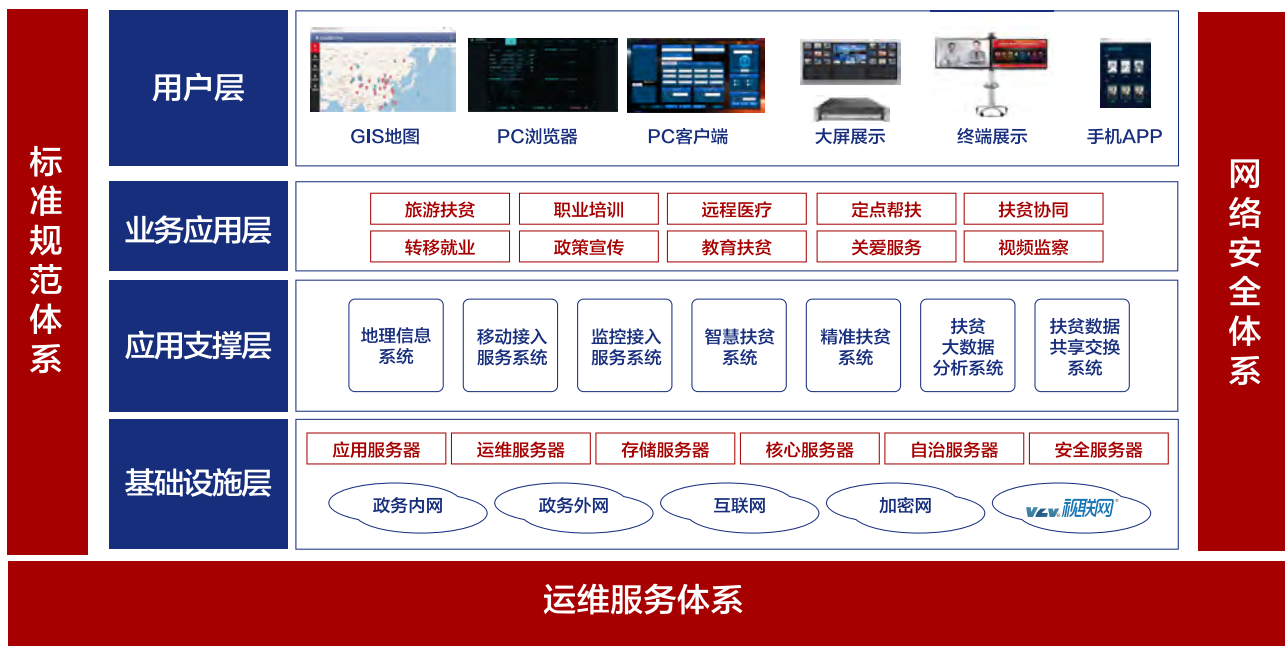 标准规范体系
用户层
GIS地图
PC浏览器
PC客户端
大屏展示
终端展示
手机APP
业务应用层
旅游扶贫
职业培训
远程医疗
定点帮扶
扶贫协同
转移就业
政策宣传
教育扶贫
关爱服务
视频监察
应用支撑层
地理信息
系统
移动接入
服务系统
监控接入
服务系统
智慧扶贫
系统
精准扶贫
系统
扶贫
大数据
分析系统
扶贫数据
共享交换
系统
基础设施层
应用服务器
运维服务器
存储服务器
核心服务器
自治服务器
安全服务器
政务内网
政务外网
互联网
加密网
V2V 视联网
网络安全体系
运维服务体系